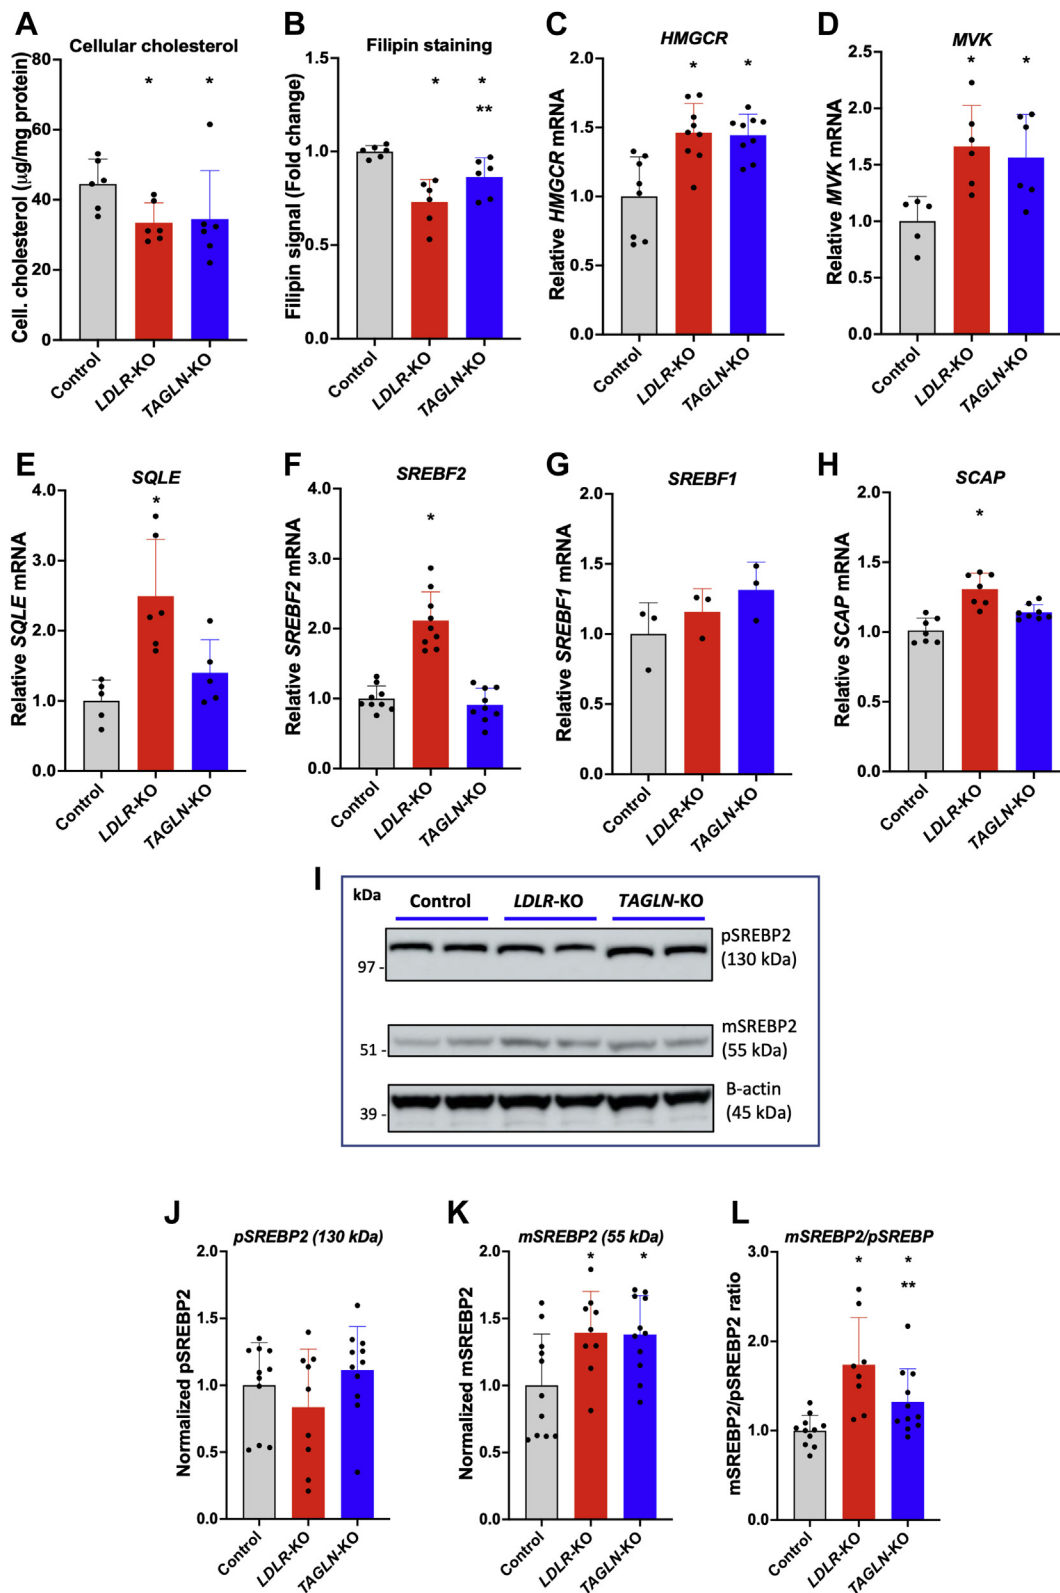 A
Cellular cholesterol
Cell. cholesterol (µg/mg protein)
80
60
40
20
0
*
*
Control
LDLR-KO
TAGLN-KO
B
Filipin staining
Filipin signal (Fold change)
1.5
1.0
0.5
0.0
*
*
**
Control
LDLR-KO
TAGLN-KO
C
HMGCR
Relative HMGCR mRNA
2.0
1.5
1.0
0.5
0.0
*
*
Control
LDLR-KO
TAGLN-KO
D
MVK
Relative MVK mRNA
2.5
2.0
1.5
1.0
0.5
0.0
*
*
Control
LDLR-KO
TAGLN-KO
E
SQLE
Relative SQLE mRNA
4.0
3.0
2.0
1.0
0.0
*
Control
LDLR-KO
TAGLN-KO
F
SREBF2
Relative SREBF2 mRNA
4.0
3.0
2.0
1.0
0.0
*
Control
LDLR-KO
TAGLN-KO
G
SREBF1
Relative SREBF1 mRNA
2.0
1.5
1.0
0.5
0.0
Control
LDLR-KO
TAGLN-KO
H
SCAP
Relative SCAP mRNA
2.0
1.5
1.0
0.5
0.0
*
Control
LDLR-KO
TAGLN-KO
I
kDa
Control
LDLR-KO
TAGLN-KO
97 -
pSREBP2
(130 kDa)
51 -
mSREBP2
(55 kDa)
39 -
B-actin
(45 kDa)
J
pSREBP2 (130 kDa)
Normalized pSREBP2
2.0
1.5
1.0
0.5
0.0
Control
LDLR-KO
TAGLN-KO
K
mSREBP2 (55 kDa)
Normalized mSREBP2
2.0
1.5
1.0
0.5
0.0
*
*
Control
LDLR-KO
TAGLN-KO
L
mSREBP2/pSREBP
mSREBP2/pSREBP2 ratio
3.0
2.0
1.0
0.0
*
*
**
Control
LDLR-KO
TAGLN-KO